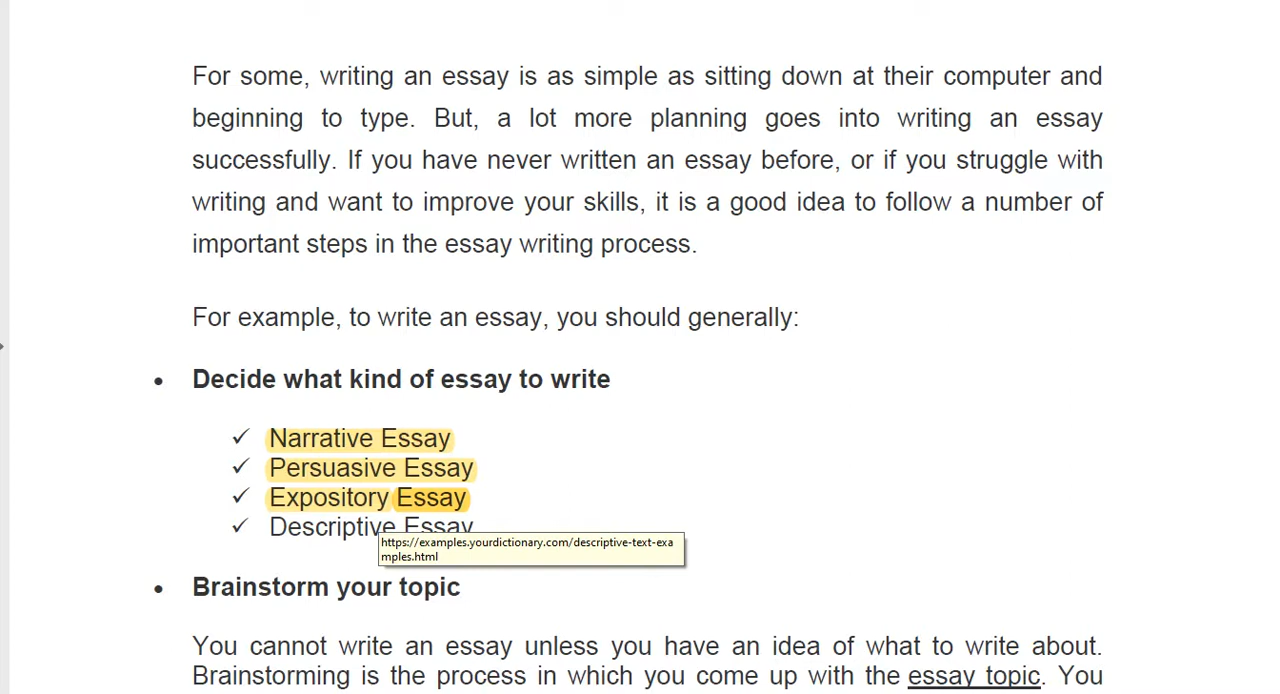 For some, writing an essay is as simple as sitting down at their computer and
beginning to type. But, a lot more planning goes into writing an essay
successfully. If you have never written an essay before, or if you struggle with
writing and want to improve your skills, it is a good idea to follow a number of
important steps in the essay writing process.
For example, to write an essay, you should generally:
• Decide what kind of essay to write
✓ Narrative Essay
✓ Persuasive Essay
✓ Expository Essay
✓ Descriptive Essay
https://examples.yourdictionary.com/descriptive-text-exa
mples.html
• Brainstorm your topic
You cannot write an essay unless you have an idea of what to write about.
Brainstorming is the process in which you come up with the essay topic. You